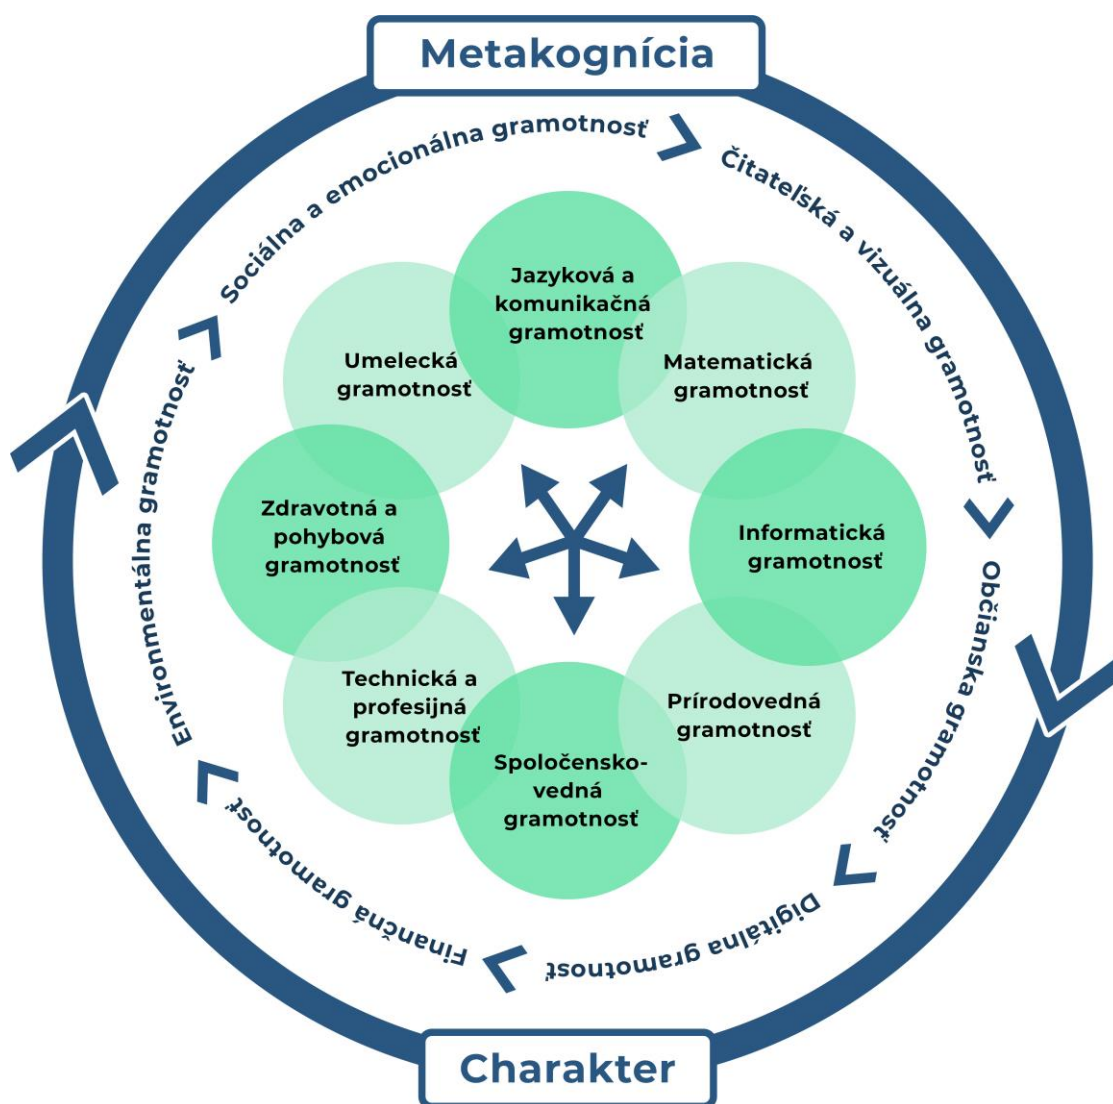 Metakognícia
Sociálna a emocionálna gramotnosť
Čitateľská a vizuálna gramotnosť
Občianska gramotnosť
Digitálna gramotnosť
Finančná gramotnosť
Environmentálna gramotnosť
Jazyková a
komunikačná
gramotnosť
Matematická
gramotnosť
Informatická
gramotnosť
Prírodovedná
gramotnosť
Spoločensko-
vedná
gramotnosť
Technická a
profesijná
gramotnosť
Zdravotná a
pohybová
gramotnosť
Umelecká
gramotnosť
Charakter